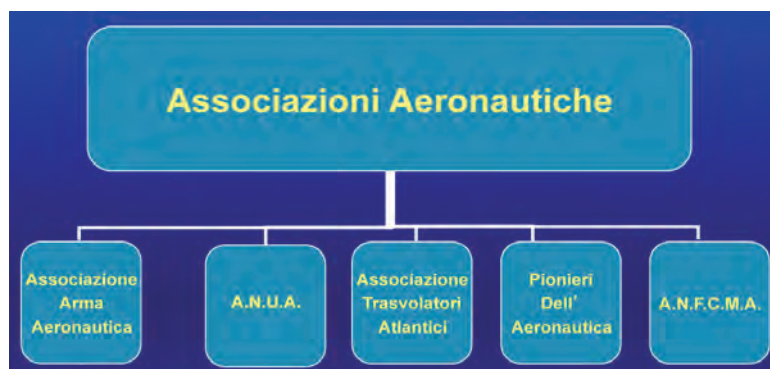 Associazioni Aeronautiche
Associazione
Arma
Aeronautica
A.N.U.A.
Associazione
Trasvolatori
Atlantici
Pionieri
Dell'
Aeronautica
A.N.F.C.M.A.